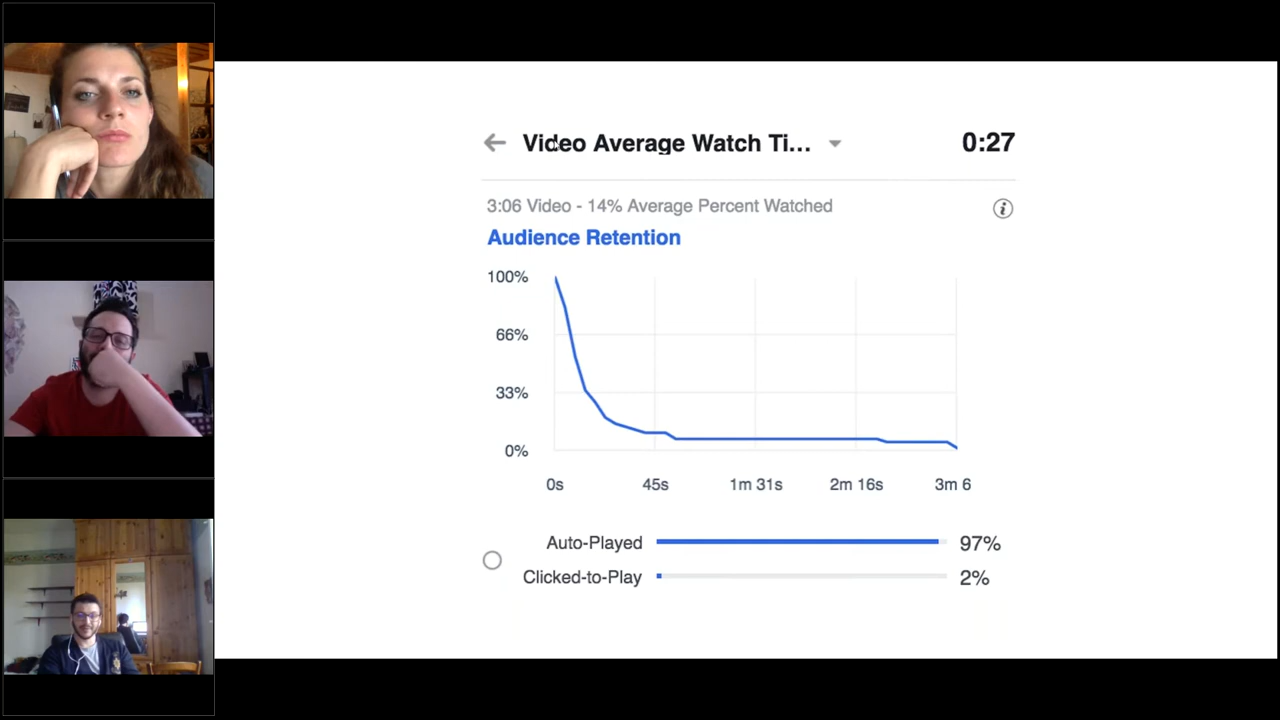 Video Average Watch Ti... 0:27
3:06 Video - 14% Average Percent Watched
Audience Retention
100%
66%
33%
0%
0s 45s 1m 31s 2m 16s 3m 6
Auto-Played 97%
Clicked-to-Play 2%